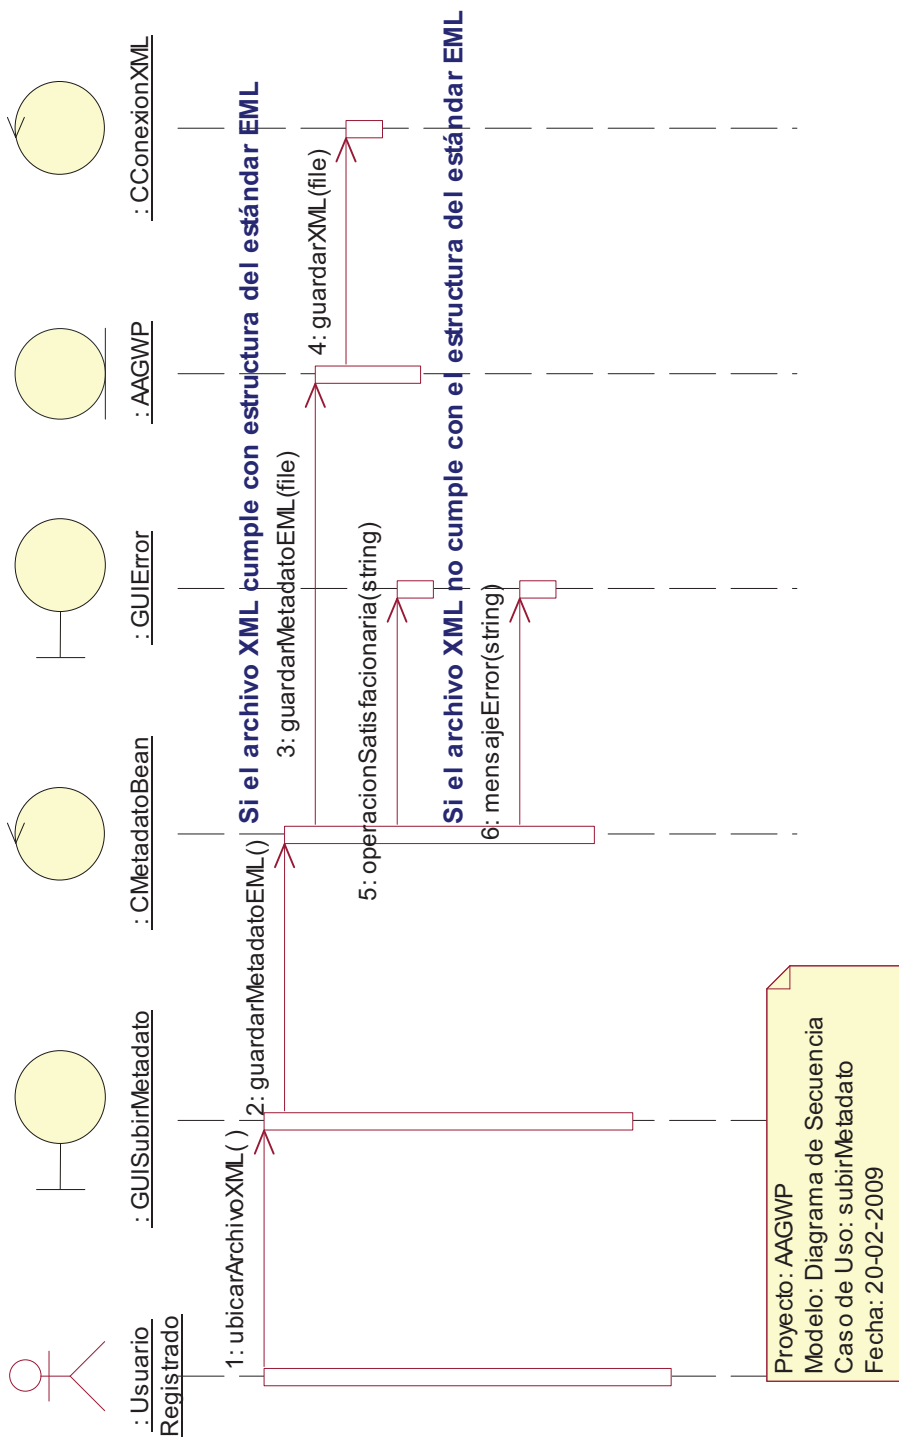 : Usuario
Registrado
: GUISubirMetadato
: CMetadatoBean
: GUIError
: AAGWP
: CConexionXML
1: ubicarArchivoXML( )
2: guardarMetadatoEML()
Si el archivo XML cumple con estructura del estándar EML
3: guardarMetadatoEML(file)
4: guardarXML(file)
5: operacionSatisfacionaria(string)
Si el archivo XML no cumple con el estructura del estándar EML
6: mensajeError(string)
Proyecto: AAGWP
Modelo: Diagrama de Secuencia
Caso de Uso: subirMetadato
Fecha: 20-02-2009